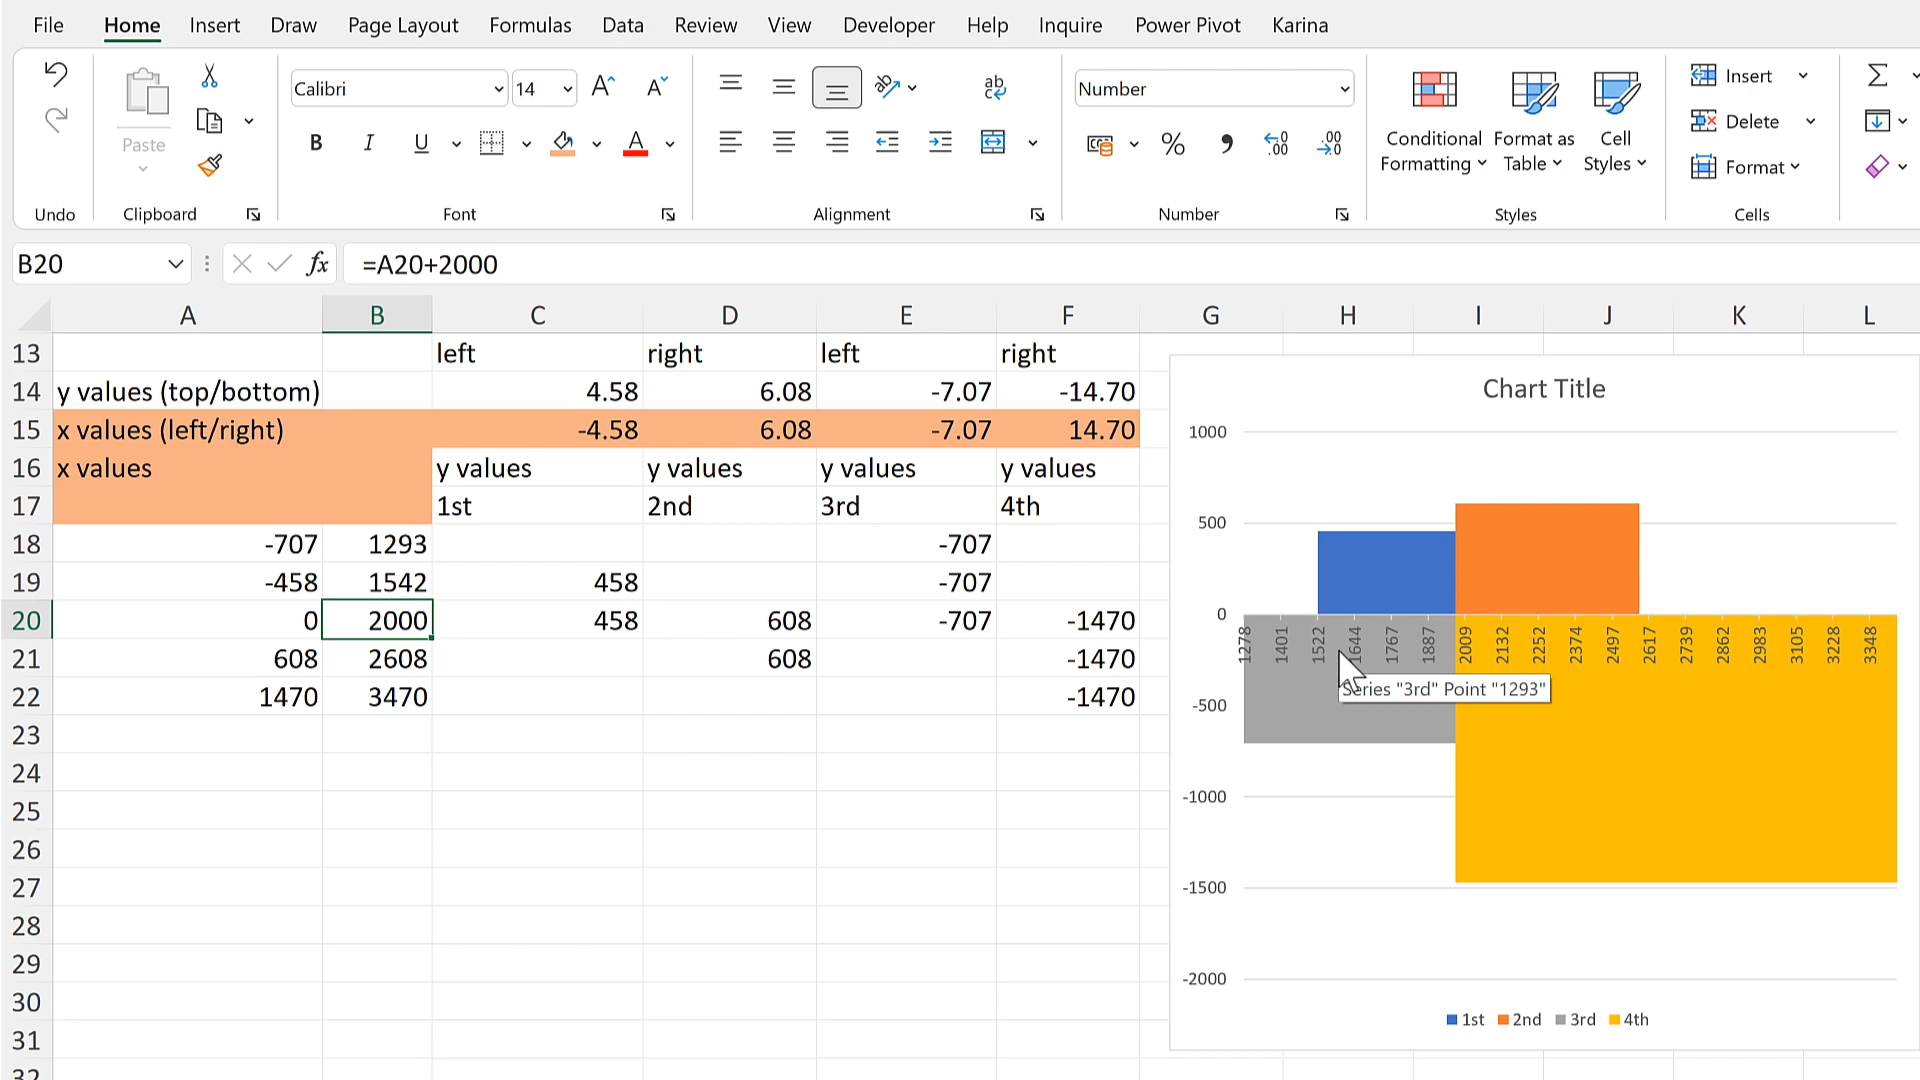 File Home Insert Draw Page Layout Formulas Data Review View Developer Help Inquire Power Pivot Karina
Paste
Calibri 14
B I U A
Number
Conditional Formatting
Format as Table
Cell Styles
Insert
Delete
Format
Undo Clipboard Font Alignment Number Styles Cells
B20 fx =A20+2000
A B C D E F G H I J K L
13 left right left right
14 y values (top/bottom) 4.58 6.08 -7.07 -14.70
15 x values (left/right) -4.58 6.08 -7.07 14.70
16 x values y values y values y values y values
17 1st 2nd 3rd 4th
18 -707 1293 -707
19 -458 1542 458 -707
20 0 2000 458 608 -707 -1470
21 608 2608 608 -1470
22 1470 3470 -1470
23
24
25
26
27
28
29
30
31
32
Chart Title
1000
500
0
-500
-1000
-1500
-2000
1278 1401 1522 1644 1767 1887 2009 2132 2252 2374 2497 2617 2739 2862 2983 3105 3228 3348
Series "3rd" Point "1293"
1st 2nd 3rd 4th